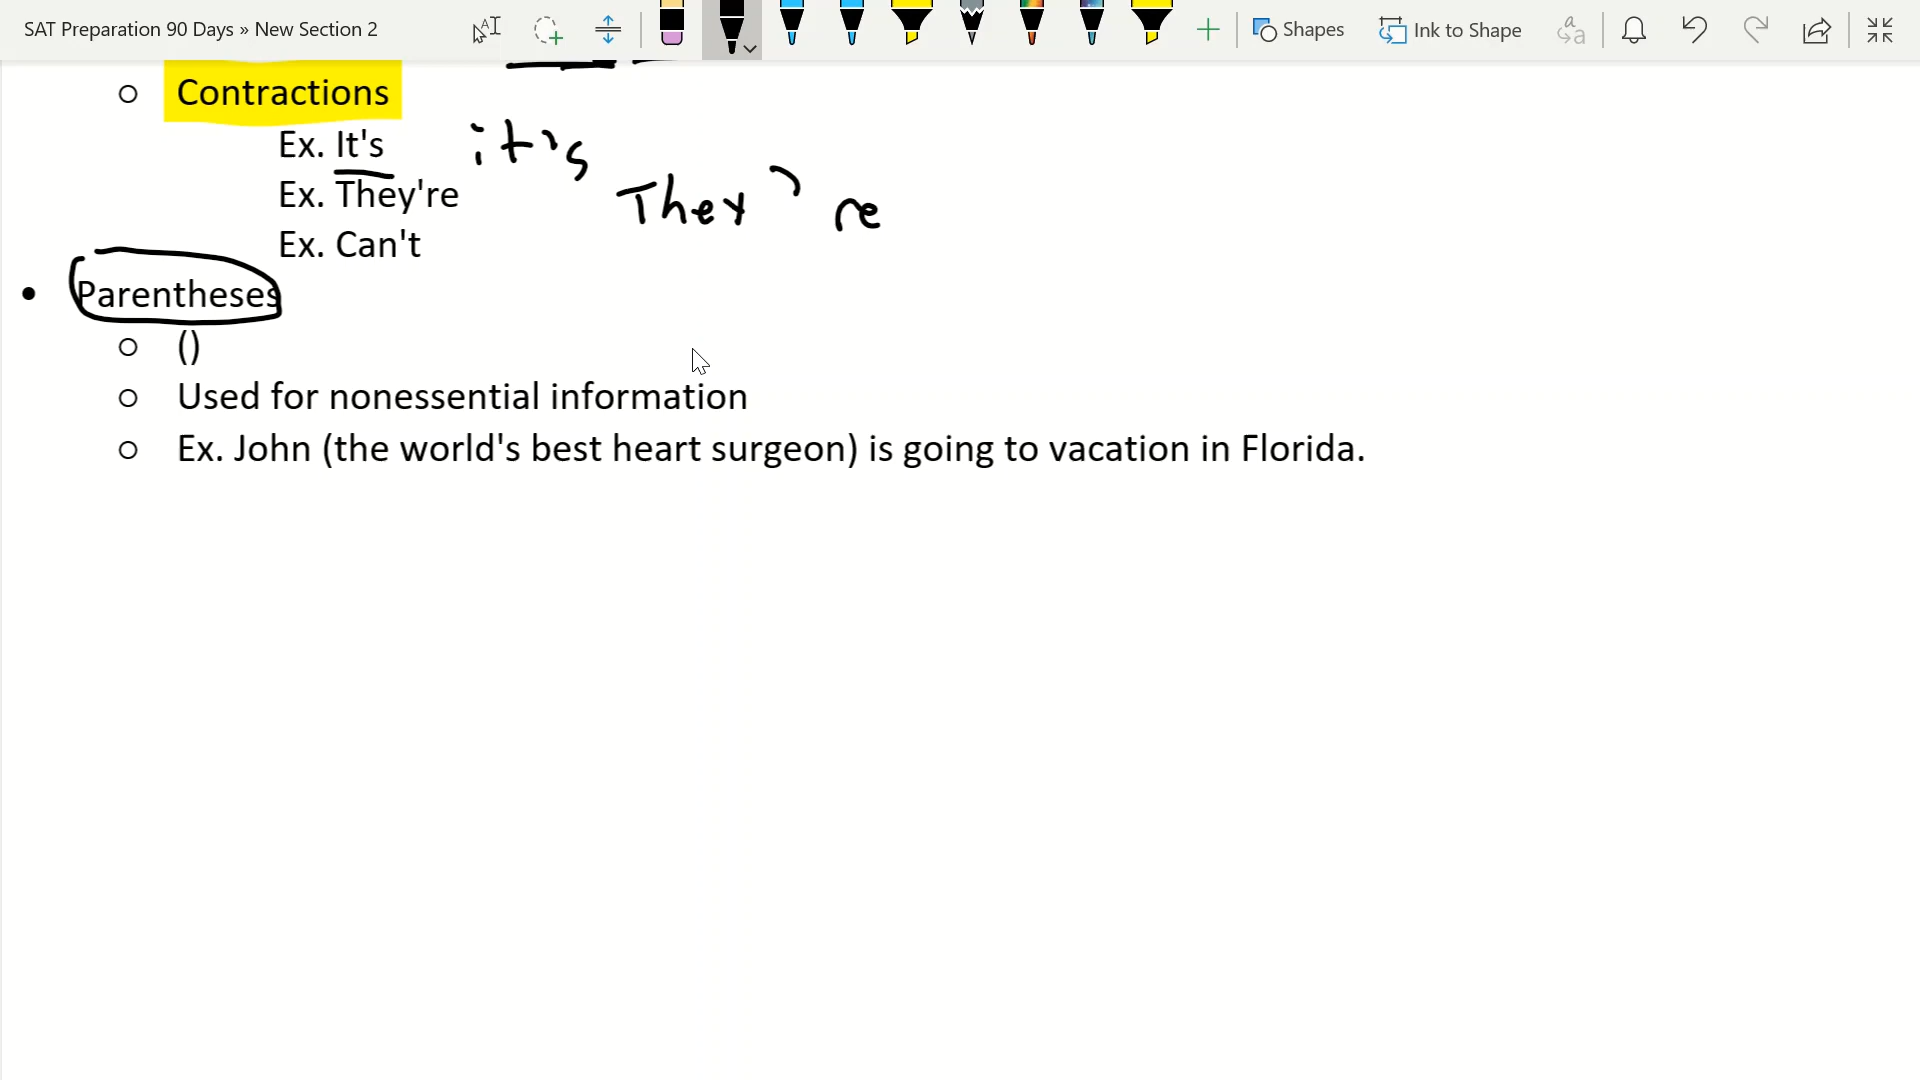 SAT Preparation 90 Days » New Section 2
Shapes
Ink to Shape
○ Contractions
Ex. It's it's
Ex. They're They're
Ex. Can't
• Parentheses
○ ()
○ Used for nonessential information
○ Ex. John (the world's best heart surgeon) is going to vacation in Florida.